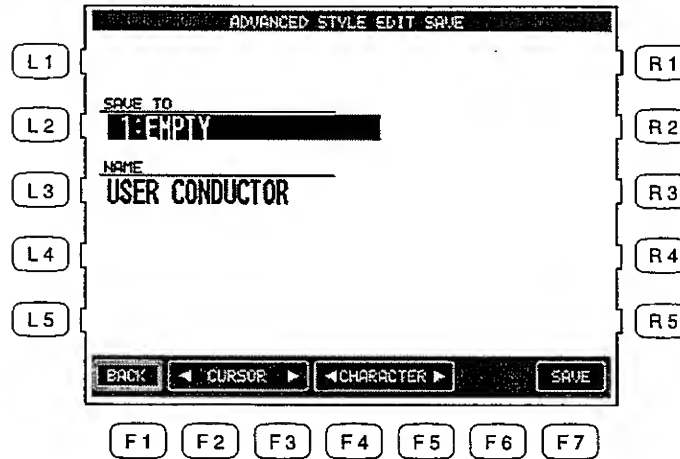 ADVANCED STYLE EDIT SAVE
L1 R1
SAVE TO
L2 1:EMPTY R2
NAME
L3 USER CONDUCTOR R3
L4 R4
L5 R5
BACK ◄ CURSOR ► ◄CHARACTER► SAVE
F1 F2 F3 F4 F5 F6 F7